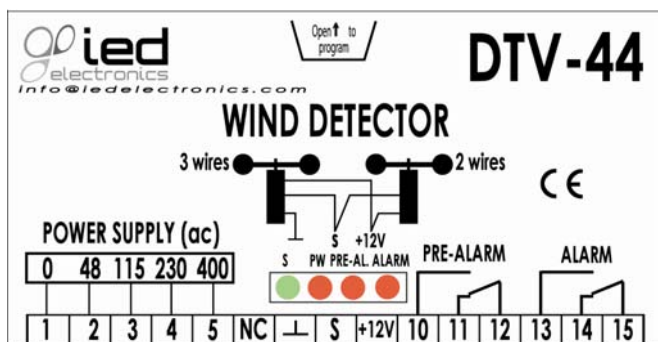 ied
electronics
info@iedelectronics.com
Open↑ to
program
DTV-44
WIND DETECTOR
3 wires
2 wires
CE
⊥ S +12V
POWER SUPPLY (ac)
0 48 115 230 400
S PW PRE-AL. ALARM
PRE-ALARM
ALARM
1 2 3 4 5 NC ⊥ S +12V 10 11 12 13 14 15